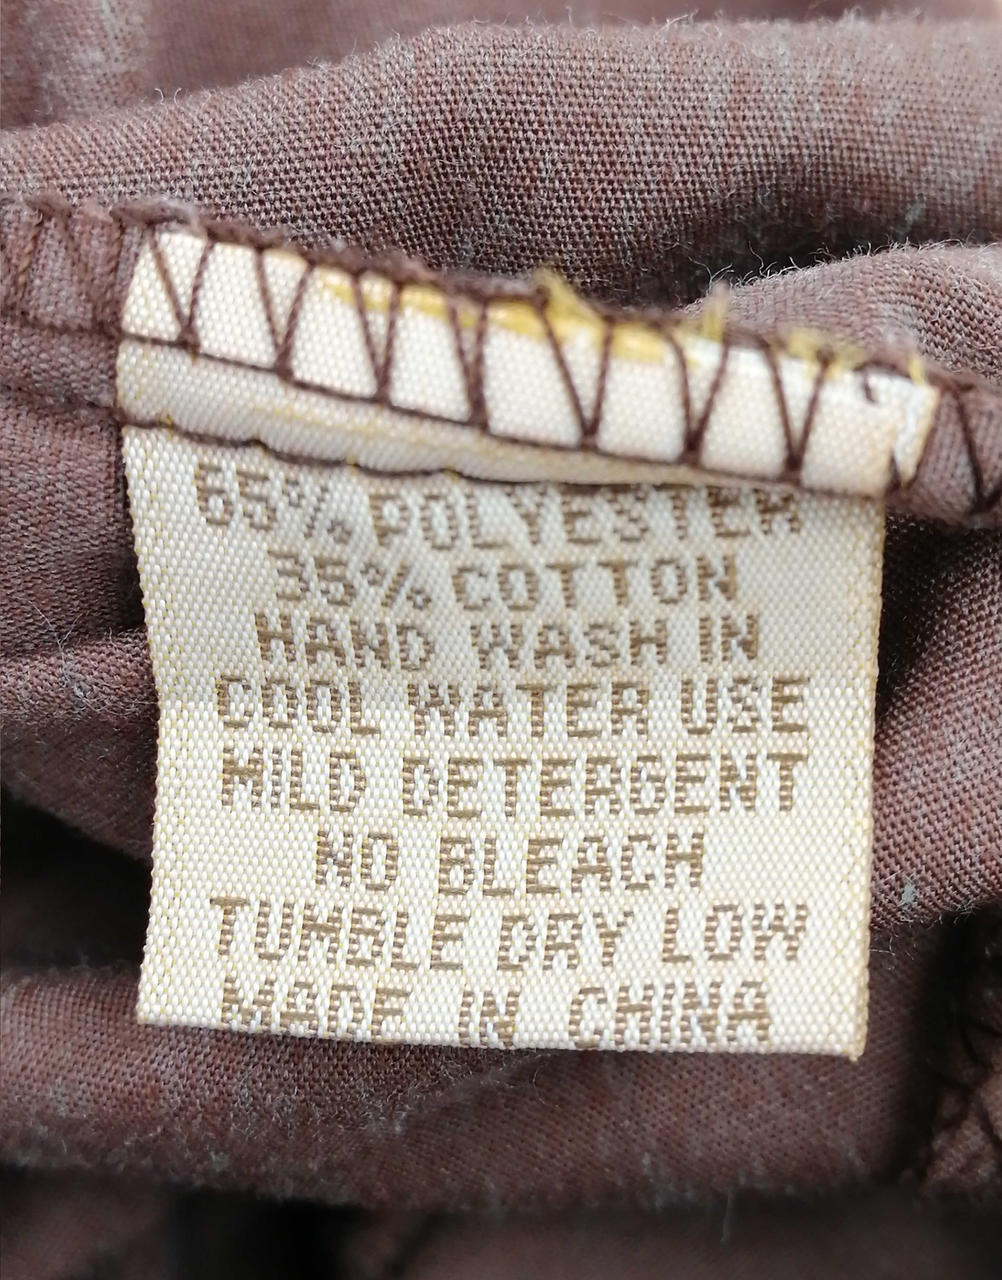 65% POLYESTER
35% COTTON
HAND WASH IN
COOL WATER USE
MILD DETERGENT
NO BLEACH
TUMBLE DRY LOW
MADE IN CHINA